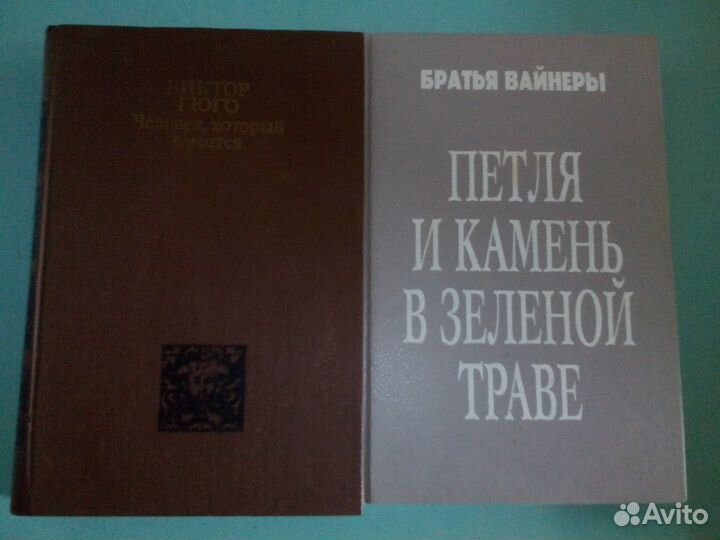 ВИКТОР
ГЮГО
Человек, который
смеется
БРАТЬЯ ВАЙНЕРЫ
ПЕТЛЯ
И КАМЕНЬ
В ЗЕЛЕНОЙ
ТРАВЕ
Avito